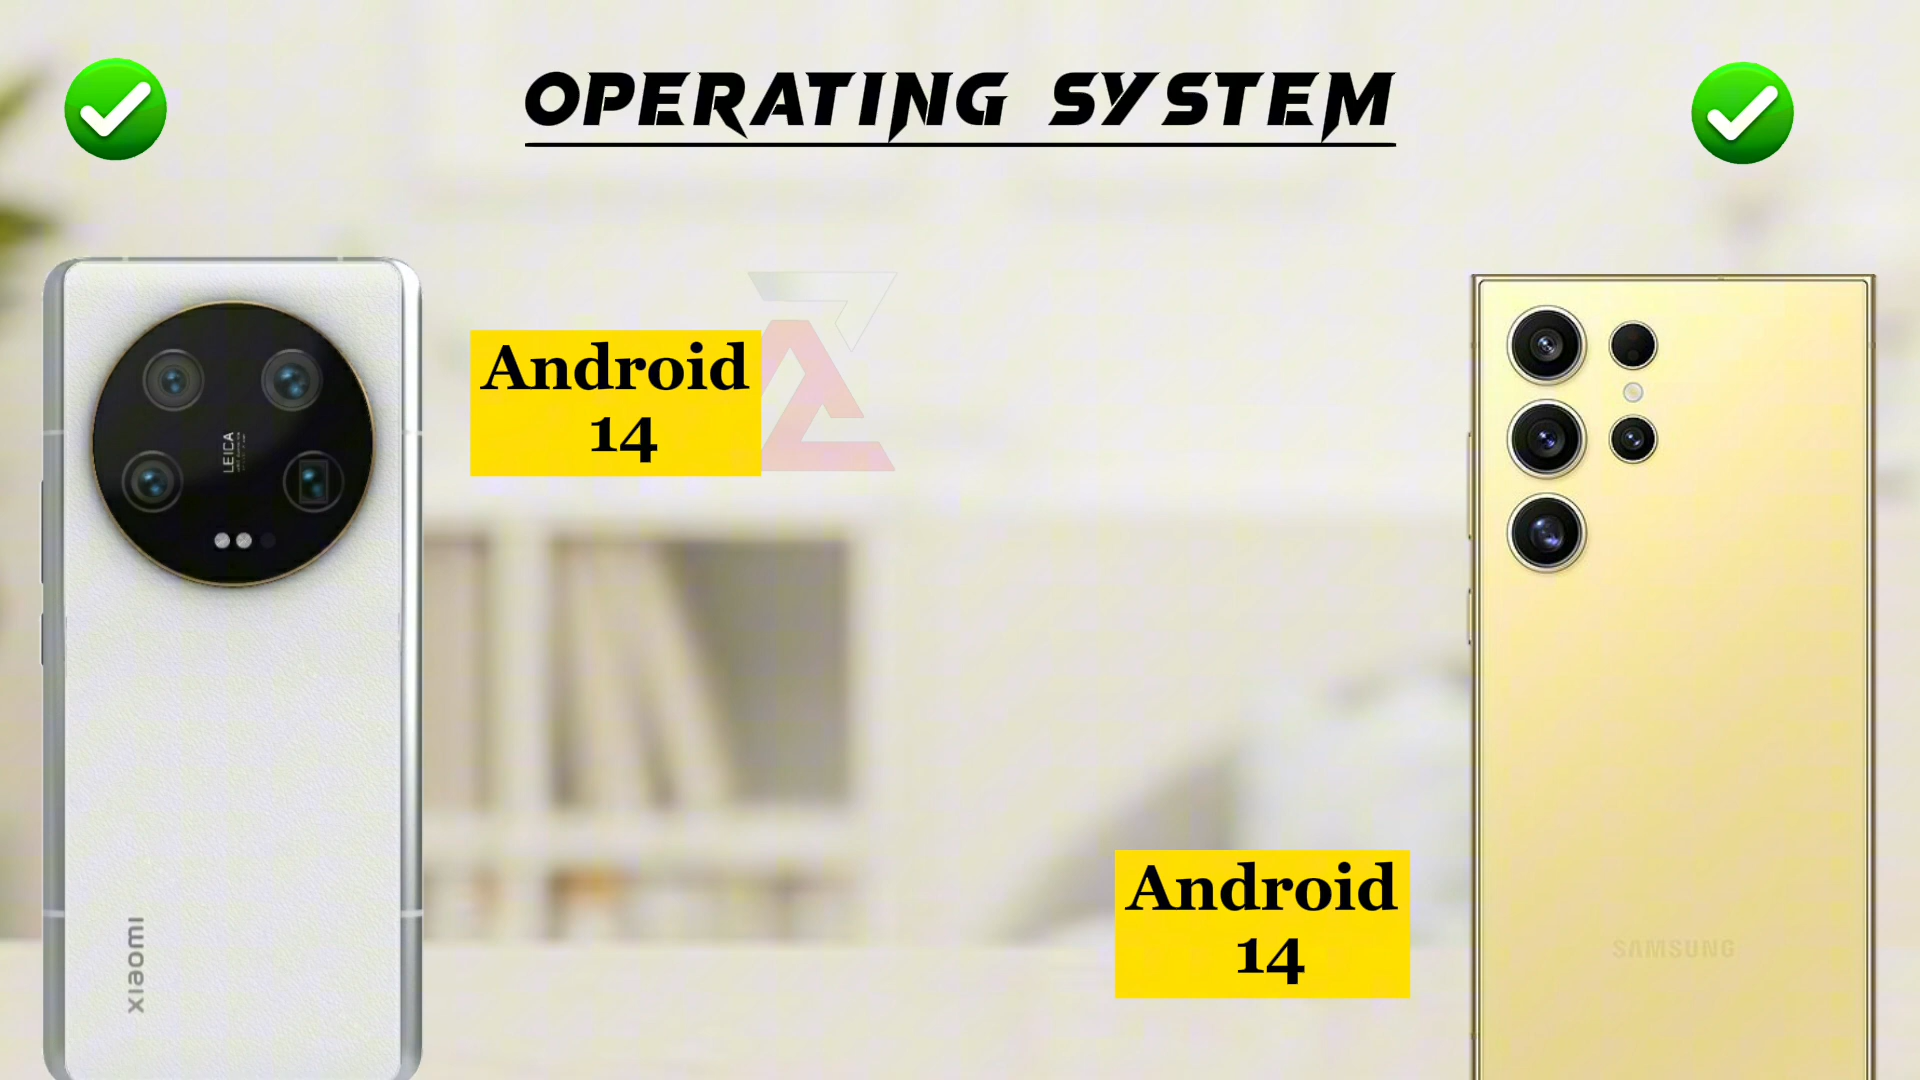 OPERATING SYSTEM
Android
14
LEICA
xiaomi
Android
14
SAMSUNG